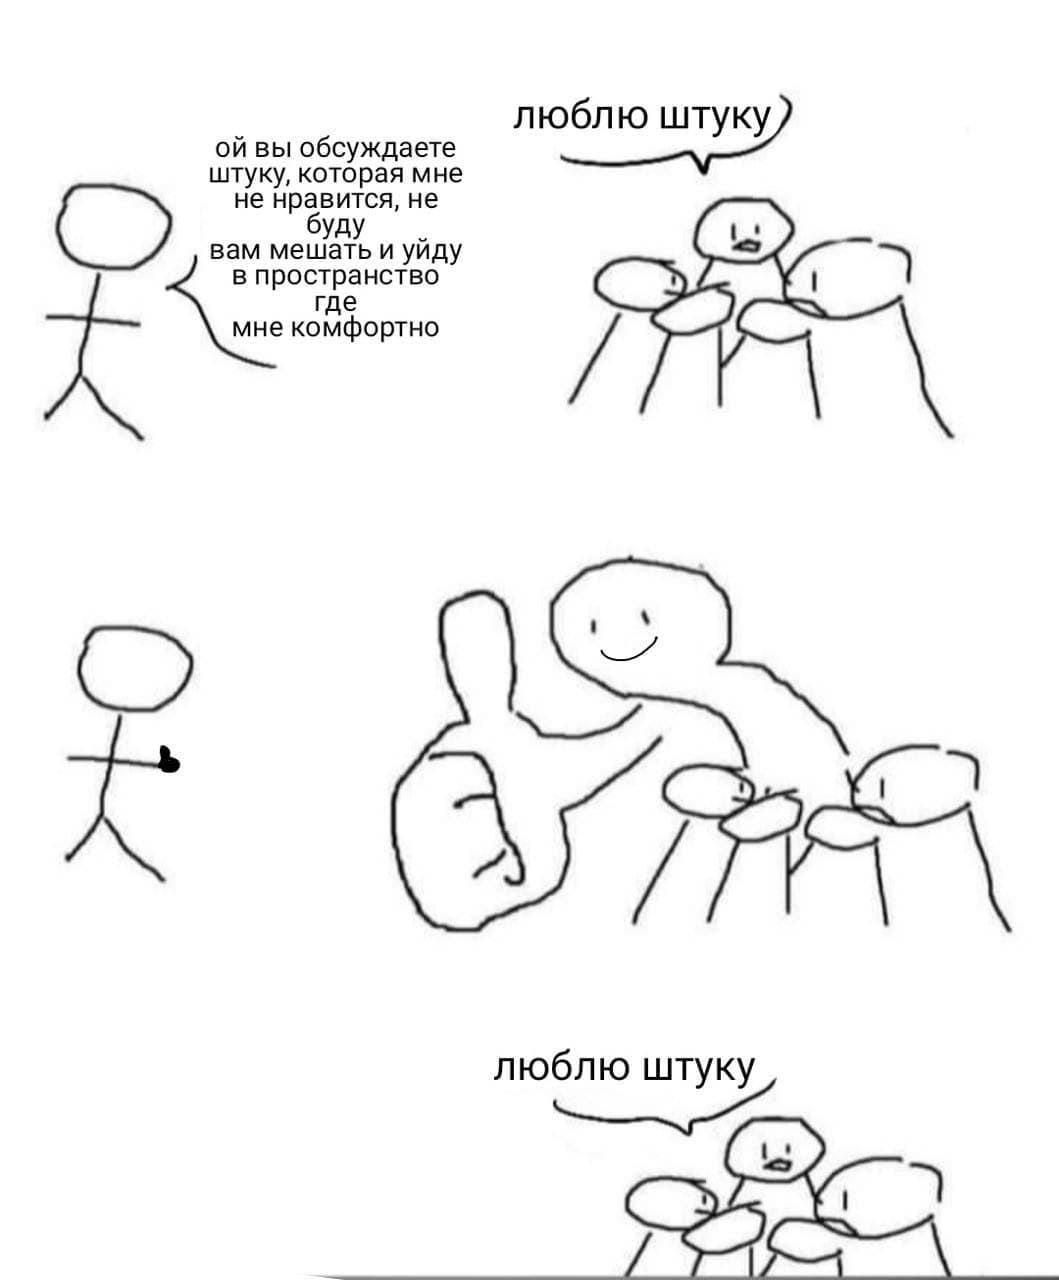 люблю штуку
ой вы обсуждаете
штуку, которая мне
не нравится, не
буду
вам мешать и уйду
в пространство
где
мне комфортно
люблю штуку